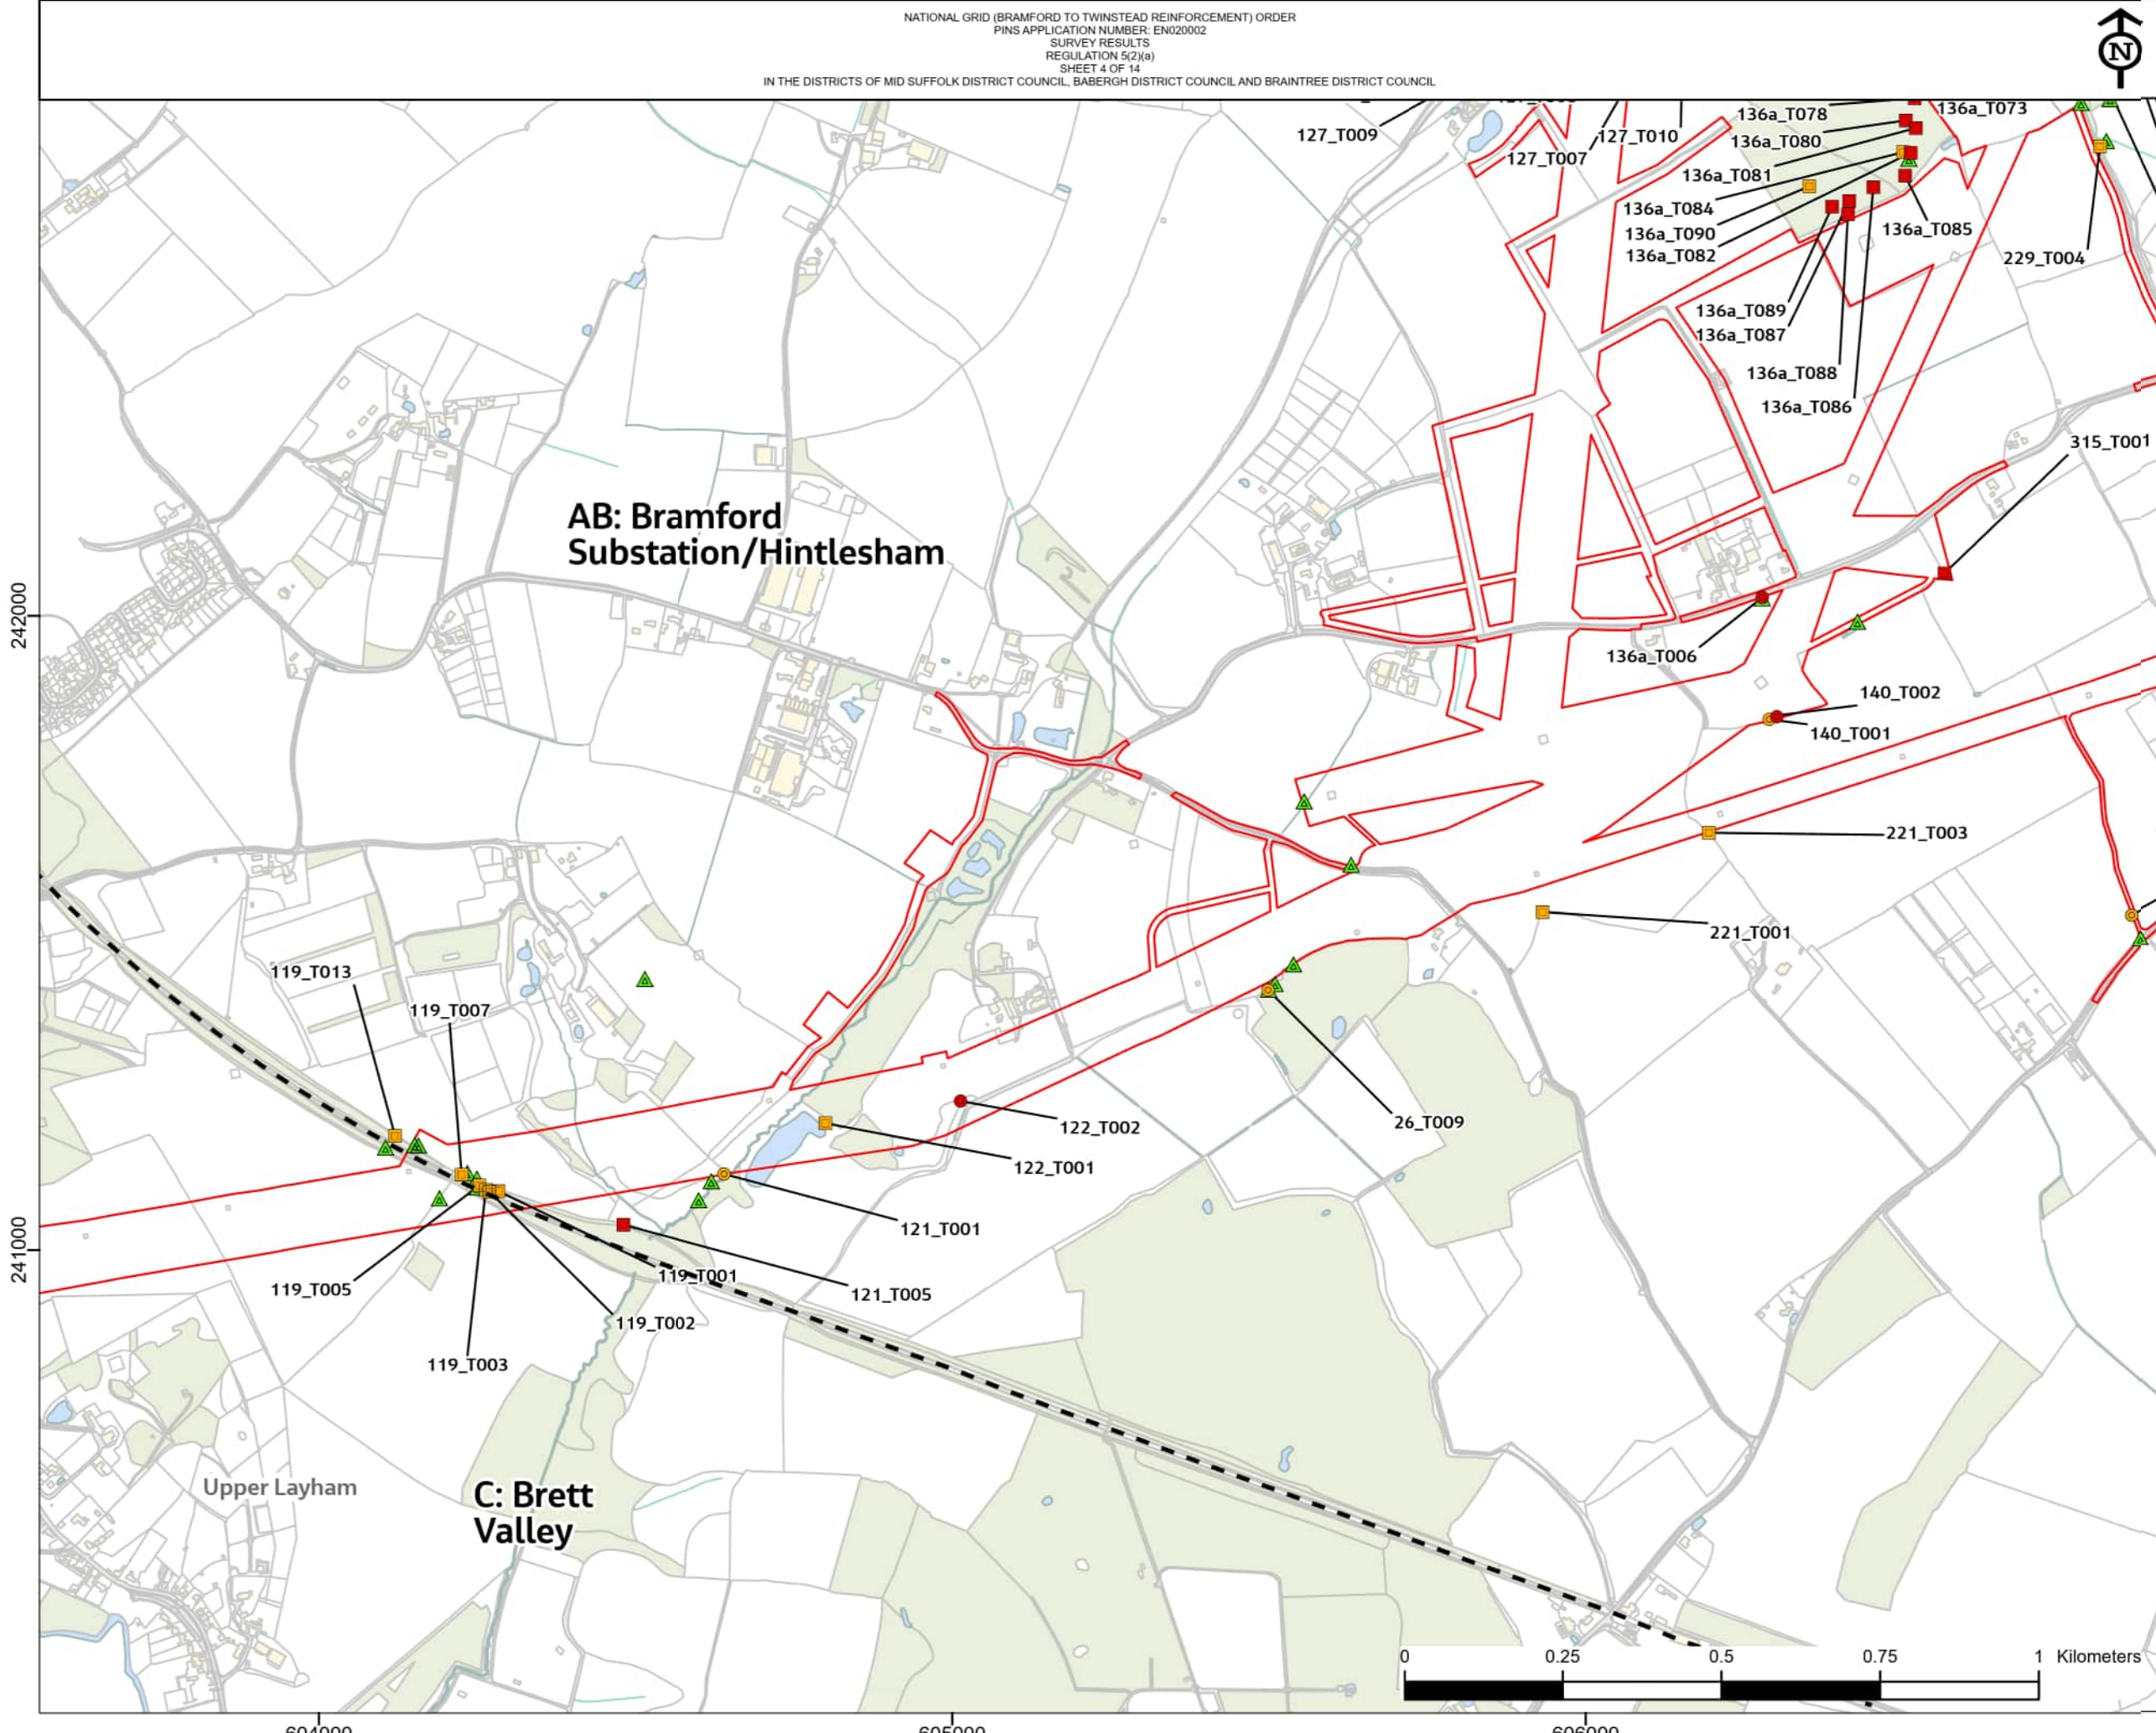 NATIONAL GRID (BRAMFORD TO TWINSTEAD REINFORCEMENT) ORDER
PINS APPLICATION NUMBER: EN020002
SURVEY RESULTS
REGULATION 5(2)(a)
SHEET 4 OF 14
IN THE DISTRICTS OF MID SUFFOLK DISTRICT COUNCIL, BABERGH DISTRICT COUNCIL AND BRAINTREE DISTRICT COUNCIL
N
136a_T078
136a_T073
127_T009
127_T010
136a_T080
127_T007
136a_T081
136a_T084
136a_T090
136a_T085
136a_T082
229_T004
136a_T089
136a_T087
136a_T088
136a_T086
315_T001
AB: Bramford
Substation/Hintlesham
242000
136a_T006
140_T002
140_T001
221_T003
221_T001
119_T013
119_T007
26_T009
122_T002
122_T001
121_T001
241000
119_T001
119_T005
121_T005
119_T002
119_T003
Upper Layham
C: Brett
Valley
0 0.25 0.5 0.75 1 Kilometers
604000 605000 606000